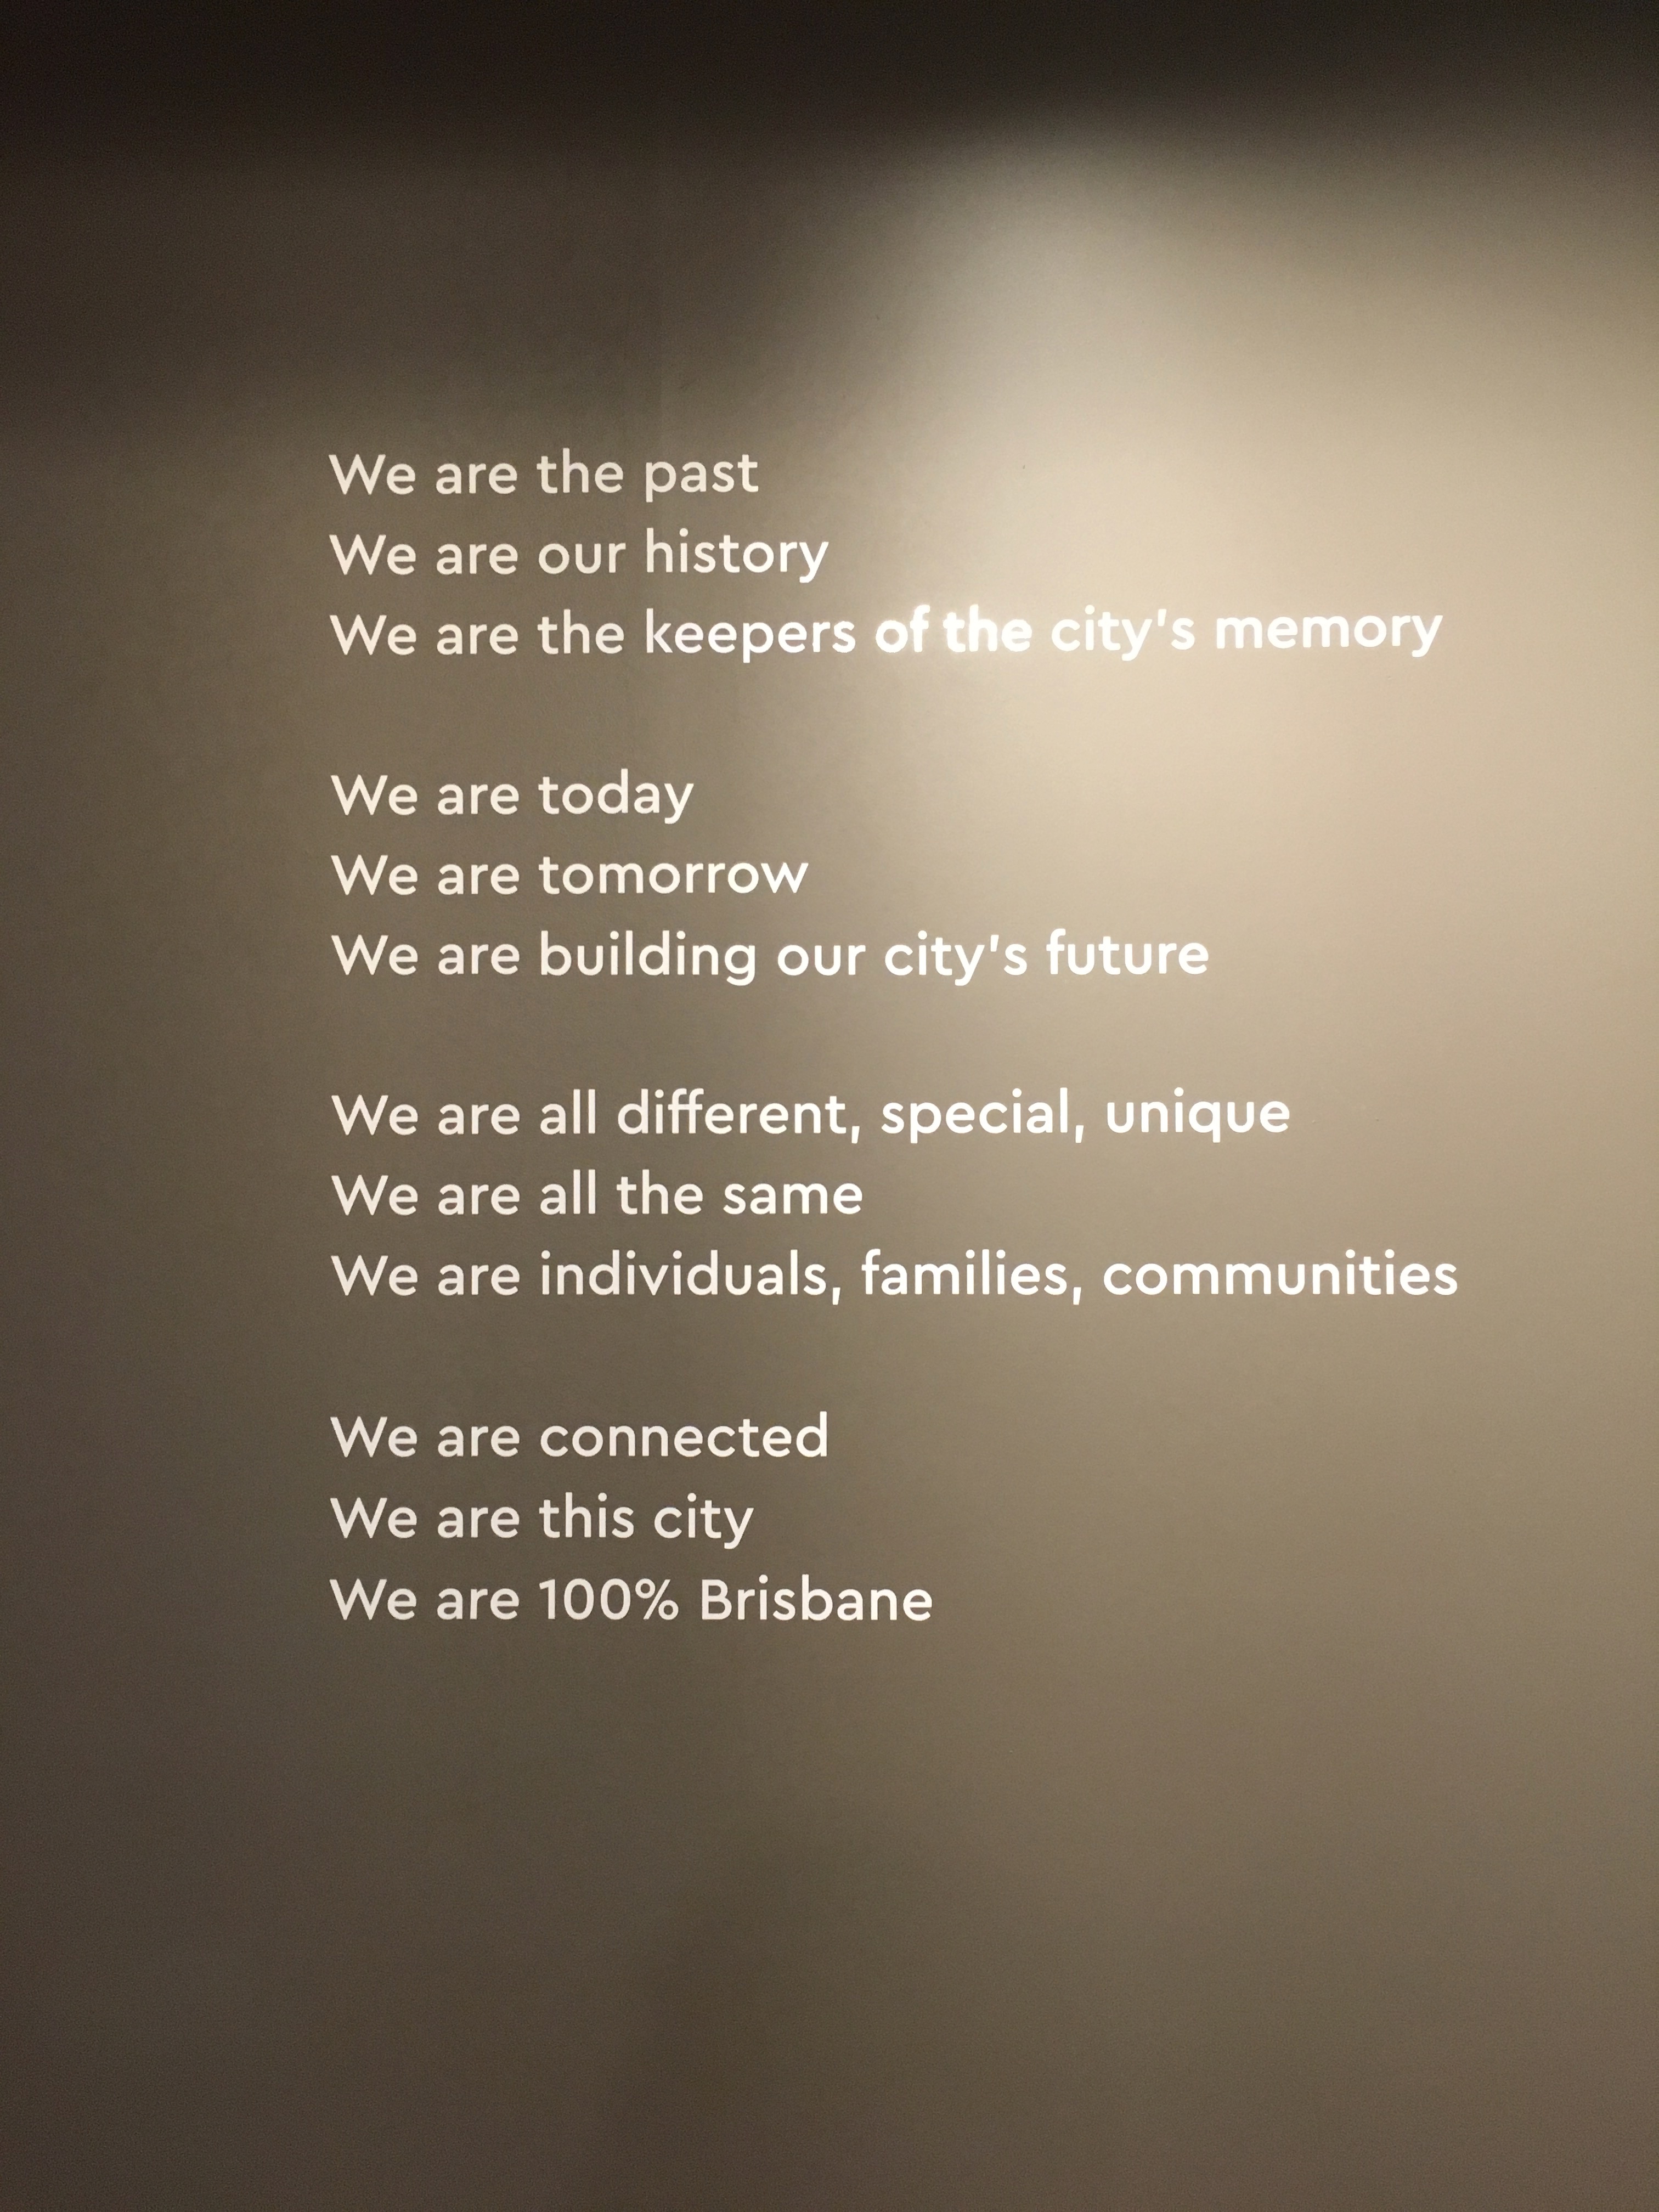 We are the past
We are our history
We are the keepers of the city's memory
We are today
We are tomorrow
We are building our city's future
We are all different, special, unique
We are all the same
We are individuals, families, communities
We are connected
We are this city
We are 100% Brisbane